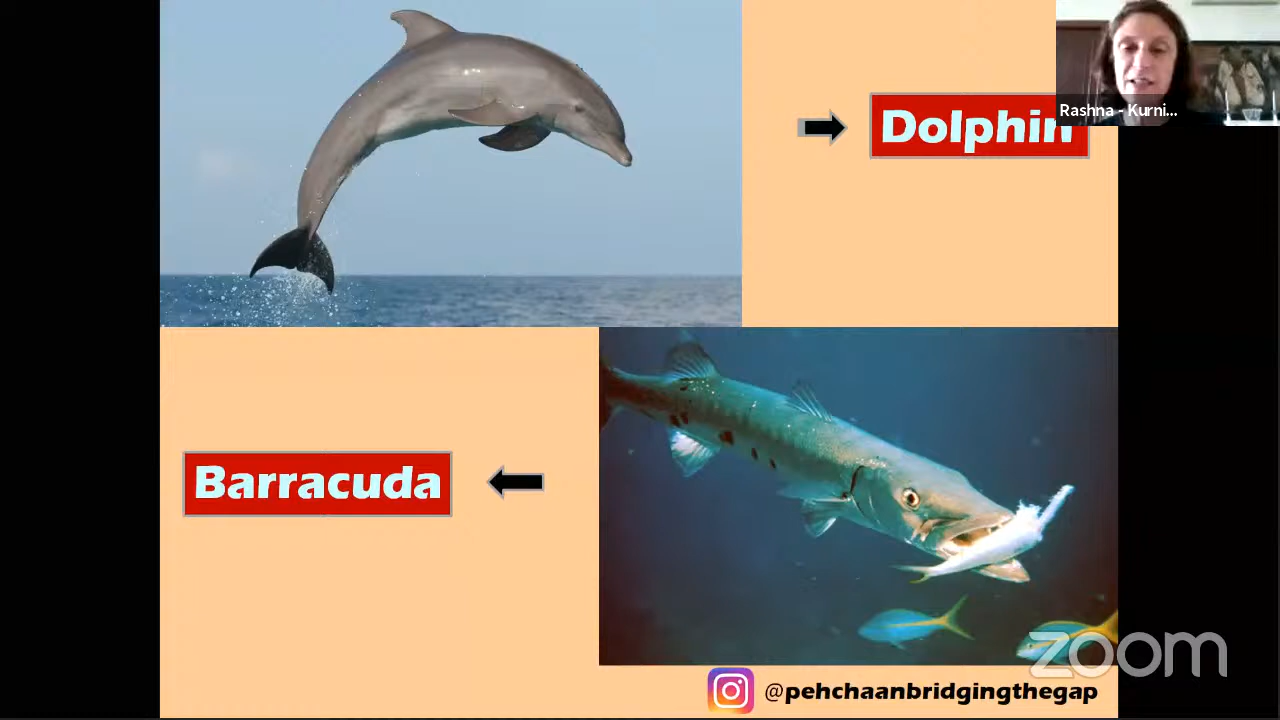 Rashna - Kurni...
Dolphin
Barracuda
zoom
@pehchaanbridgingthegap